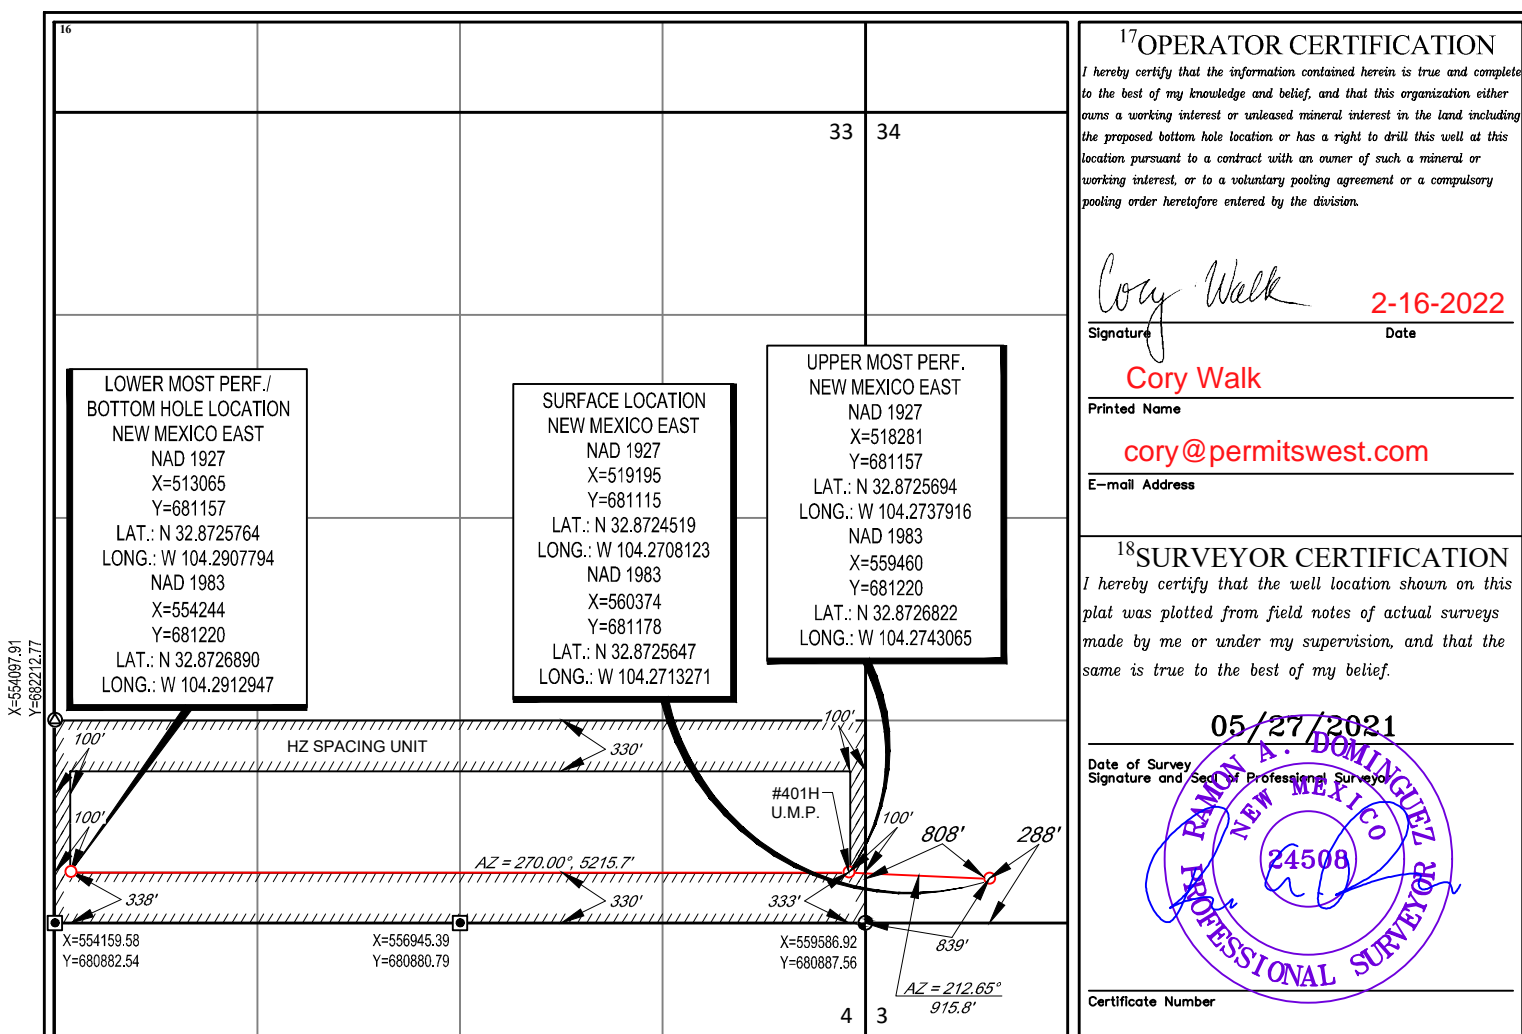 16
33 34
LOWER MOST PERF./
BOTTOM HOLE LOCATION
NEW MEXICO EAST
NAD 1927
X=513065
Y=681157
LAT.: N 32.8725764
LONG.: W 104.2907794
NAD 1983
X=554244
Y=681220
LAT.: N 32.8726890
LONG.: W 104.2912947
SURFACE LOCATION
NEW MEXICO EAST
NAD 1927
X=519195
Y=681115
LAT.: N 32.8724519
LONG.: W 104.2708123
NAD 1983
X=560374
Y=681178
LAT.: N 32.8725647
LONG.: W 104.2713271
UPPER MOST PERF.
NEW MEXICO EAST
NAD 1927
X=518281
Y=681157
LAT.: N 32.8725694
LONG.: W 104.2737916
NAD 1983
X=559460
Y=681220
LAT.: N 32.8726822
LONG.: W 104.2743065
X=554097.91
Y=682212.77
100'
HZ SPACING UNIT
330'
100'
#401H
U.M.P.
100'
100'
808'
288'
AZ = 270.00°, 5215.7'
338'
330'
333'
839'
X=554159.58
Y=680882.54
X=556945.39
Y=680880.79
X=559586.92
Y=680887.56
AZ = 212.65°
915.8'
4 3
17 OPERATOR CERTIFICATION
I hereby certify that the information contained herein is true and complete
to the best of my knowledge and belief, and that this organization either
owns a working interest or unleased mineral interest in the land including
the proposed bottom hole location or has a right to drill this well at this
location pursuant to a contract with an owner of such a mineral or
working interest, or to a voluntary pooling agreement or a compulsory
pooling order heretofore entered by the division.
Cory Walk
2-16-2022
Signature Date
Cory Walk
Printed Name
cory@permitswest.com
E-mail Address
18 SURVEYOR CERTIFICATION
I hereby certify that the well location shown on this
plat was plotted from field notes of actual surveys
made by me or under my supervision, and that the
same is true to the best of my belief.
05/27/2021
Date of Survey
Signature and Seal of Professional Surveyor
RAMON A. DOMINGUEZ
NEW MEXICO
24508
PROFESSIONAL SURVEYOR
Certificate Number